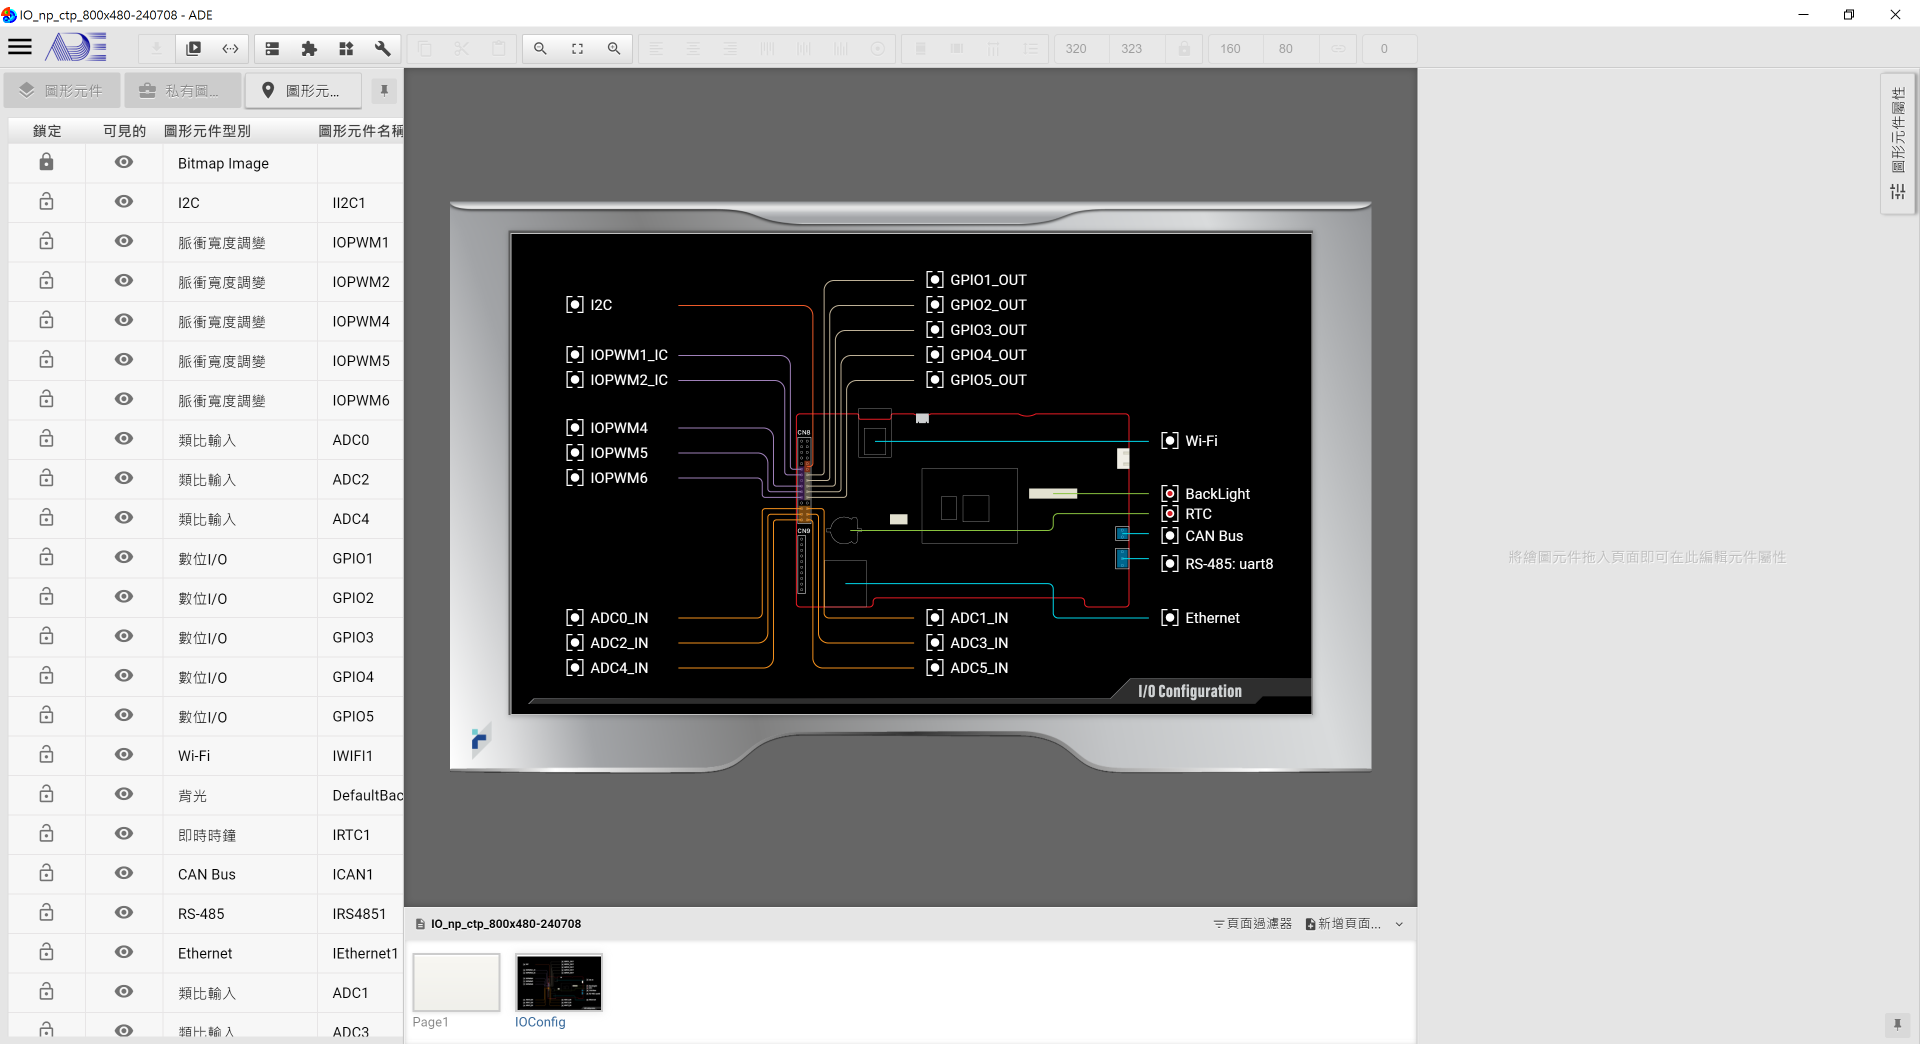 IO_np_ctp_800x480-240708 - ADE
ADE
320 323 160 80 0
圖形元件 私有圖... 圖形元...
鎖定 可見的 圖形元件型別 圖形元件名稱
Bitmap Image
I2C II2C1
脈衝寬度調變 IOPWM1
脈衝寬度調變 IOPWM2
脈衝寬度調變 IOPWM4
脈衝寬度調變 IOPWM5
脈衝寬度調變 IOPWM6
類比輸入 ADC0
類比輸入 ADC2
類比輸入 ADC4
數位I/O GPIO1
數位I/O GPIO2
數位I/O GPIO3
數位I/O GPIO4
數位I/O GPIO5
Wi-Fi IWIFI1
背光 DefaultBac
即時時鐘 IRTC1
CAN Bus ICAN1
RS-485 IRS4851
Ethernet IEthernet1
類比輸入 ADC1
類比輸入 ADC3
I2C
IOPWM1_IC
IOPWM2_IC
IOPWM4
IOPWM5
IOPWM6
ADC0_IN
ADC2_IN
ADC4_IN
GPIO1_OUT
GPIO2_OUT
GPIO3_OUT
GPIO4_OUT
GPIO5_OUT
CN8
CN9
ADC1_IN
ADC3_IN
ADC5_IN
Wi-Fi
BackLight
RTC
CAN Bus
RS-485: uart8
Ethernet
I/O Configuration
IO_np_ctp_800x480-240708
頁面過濾器 新增頁面...
Page1 IOConfig
圖形元件屬性
將繪圖元件拖入頁面即可在此編輯元件屬性